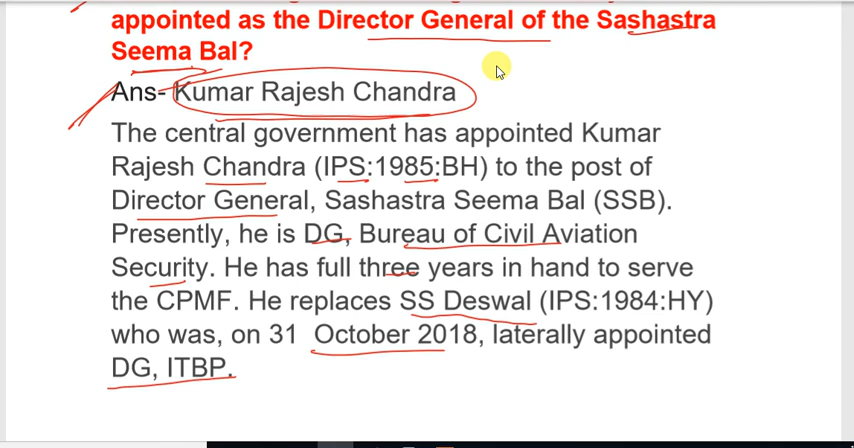 appointed as the Director General of the Sashastra
Seema Bal?
Ans- Kumar Rajesh Chandra
The central government has appointed Kumar
Rajesh Chandra (IPS:1985:BH) to the post of
Director General, Sashastra Seema Bal (SSB).
Presently, he is DG, Bureau of Civil Aviation
Security. He has full three years in hand to serve
the CPMF. He replaces SS Deswal (IPS:1984:HY)
who was, on 31 October 2018, laterally appointed
DG, ITBP.